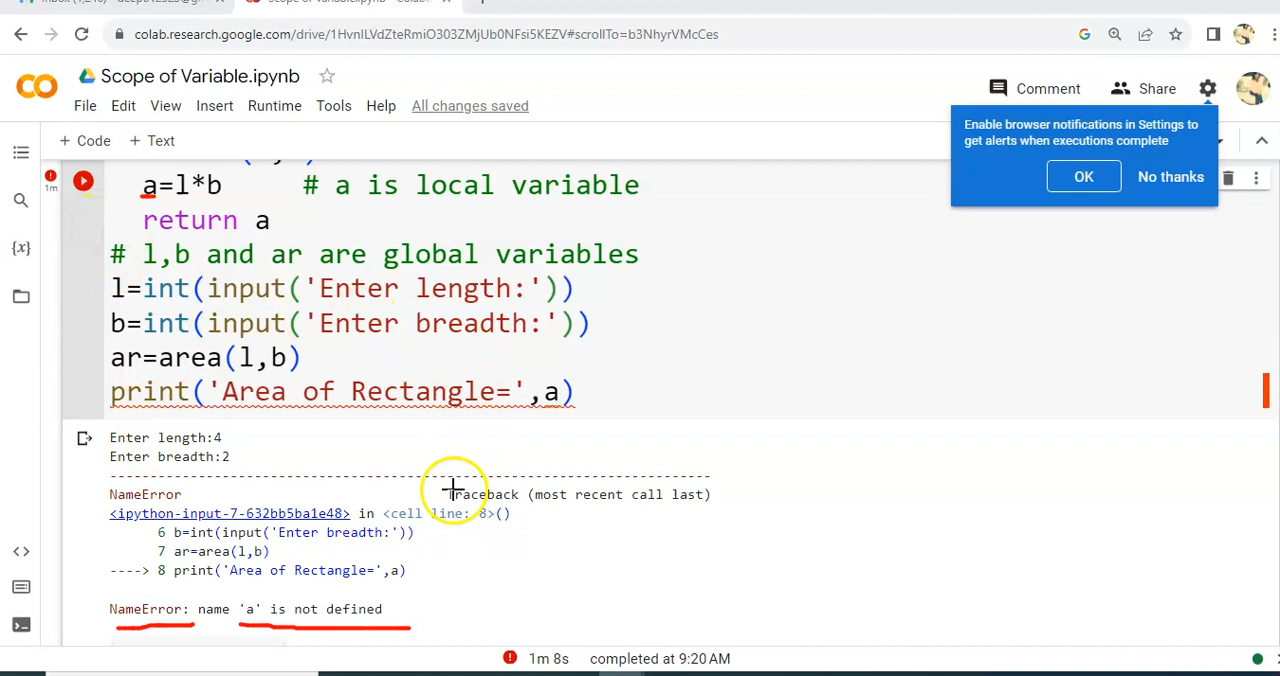 colab.research.google.com/drive/1HvnILVdZteRmiO303ZMjUb0NFsi5KEZV#scrollTo=b3NhyrVMcCes
Scope of Variable.ipynb
Comment
Share
File Edit View Insert Runtime Tools Help All changes saved
Enable browser notifications in Settings to
get alerts when executions complete
OK
No thanks
+ Code + Text
1m
a=l*b # a is local variable
return a
# l,b and ar are global variables
l=int(input('Enter length:'))
b=int(input('Enter breadth:'))
ar=area(l,b)
print('Area of Rectangle=',a)
Enter length:4
Enter breadth:2
---------------------------------------------------------------------------
NameError Traceback (most recent call last)
<ipython-input-7-632bb5ba1e48> in <cell line: 8>()
6 b=int(input('Enter breadth:'))
7 ar=area(l,b)
----> 8 print('Area of Rectangle=',a)
NameError: name 'a' is not defined
1m 8s completed at 9:20 AM